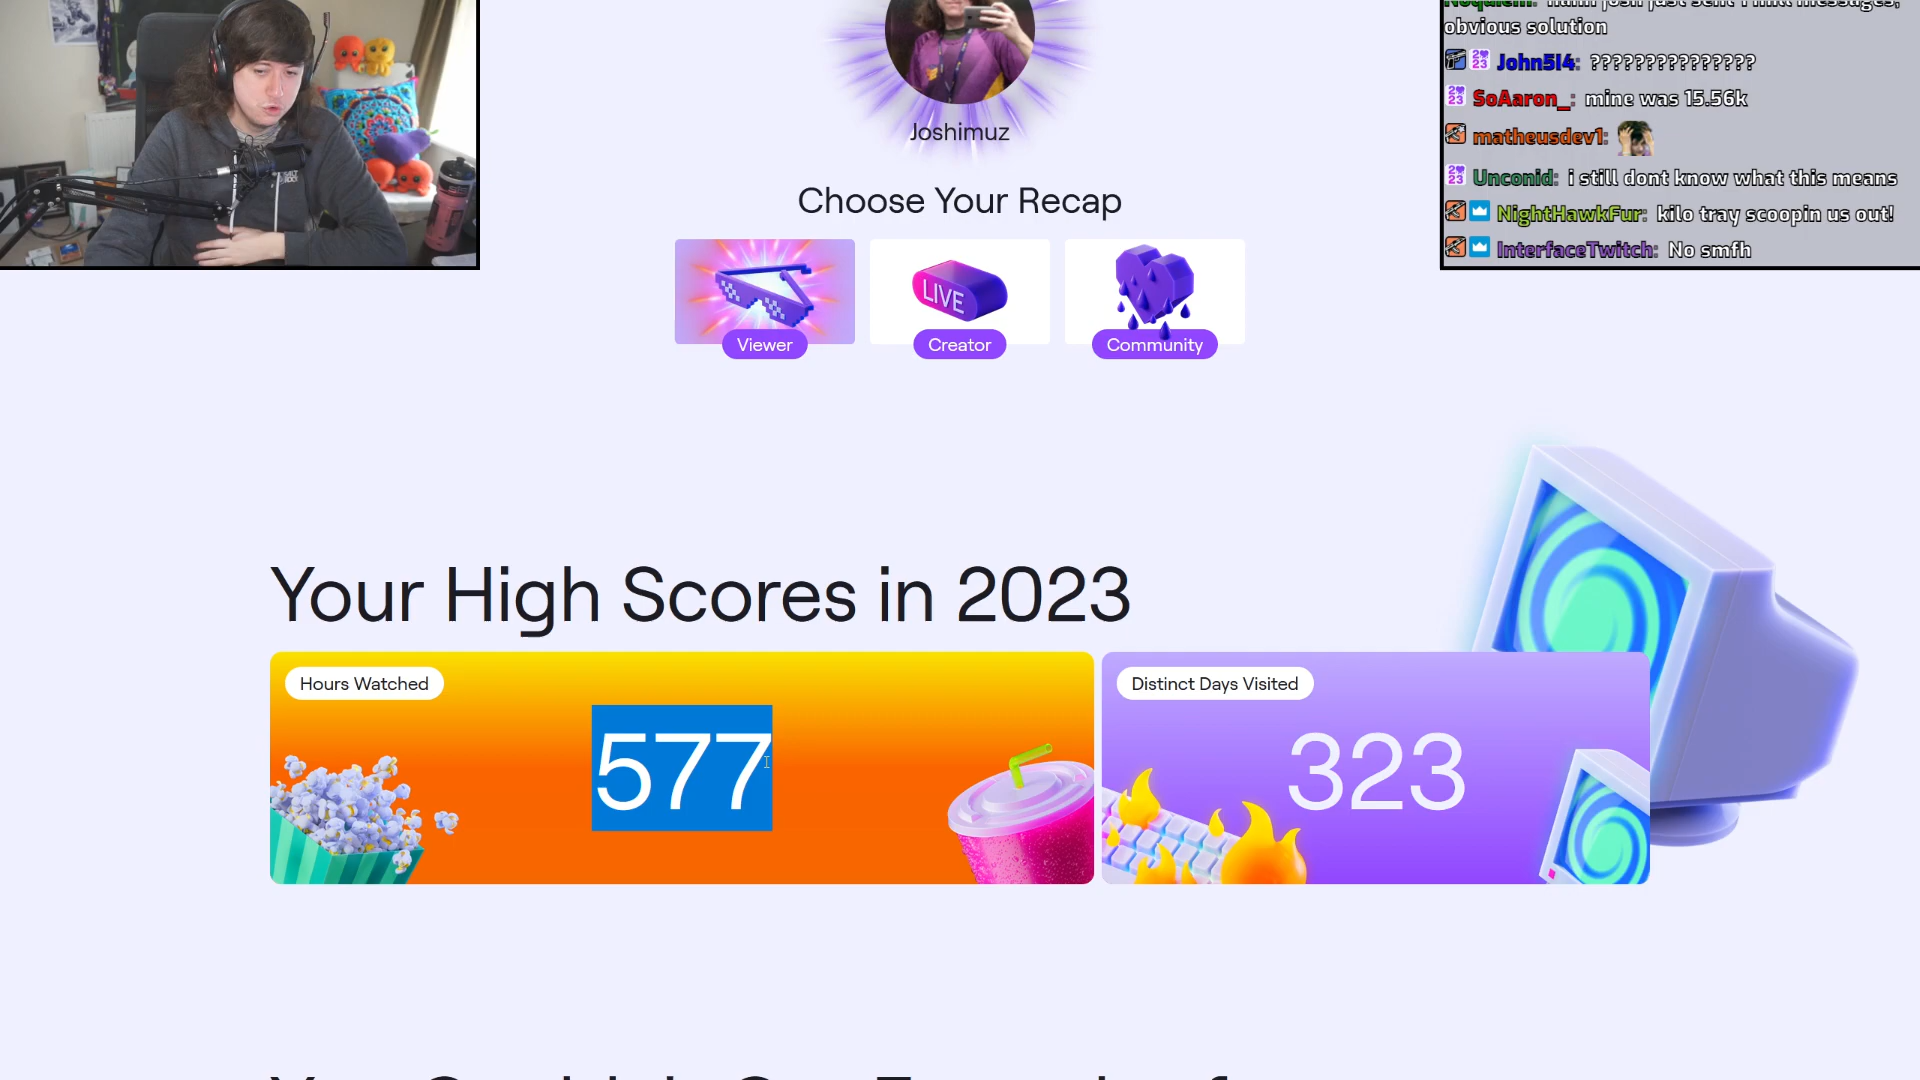 Joshimuz
Choose Your Recap
LIVE
Viewer
Creator
Community
Your High Scores in 2023
Hours Watched
577
Distinct Days Visited
323
obvious solution
John5l4: ???????????????
SoAaron_: mine was 15.56k
matheusdev1:
Unconid: i still dont know what this means
NightHawkFur: kilo tray scoopin us out!
InterfaceTwitch: No smfh